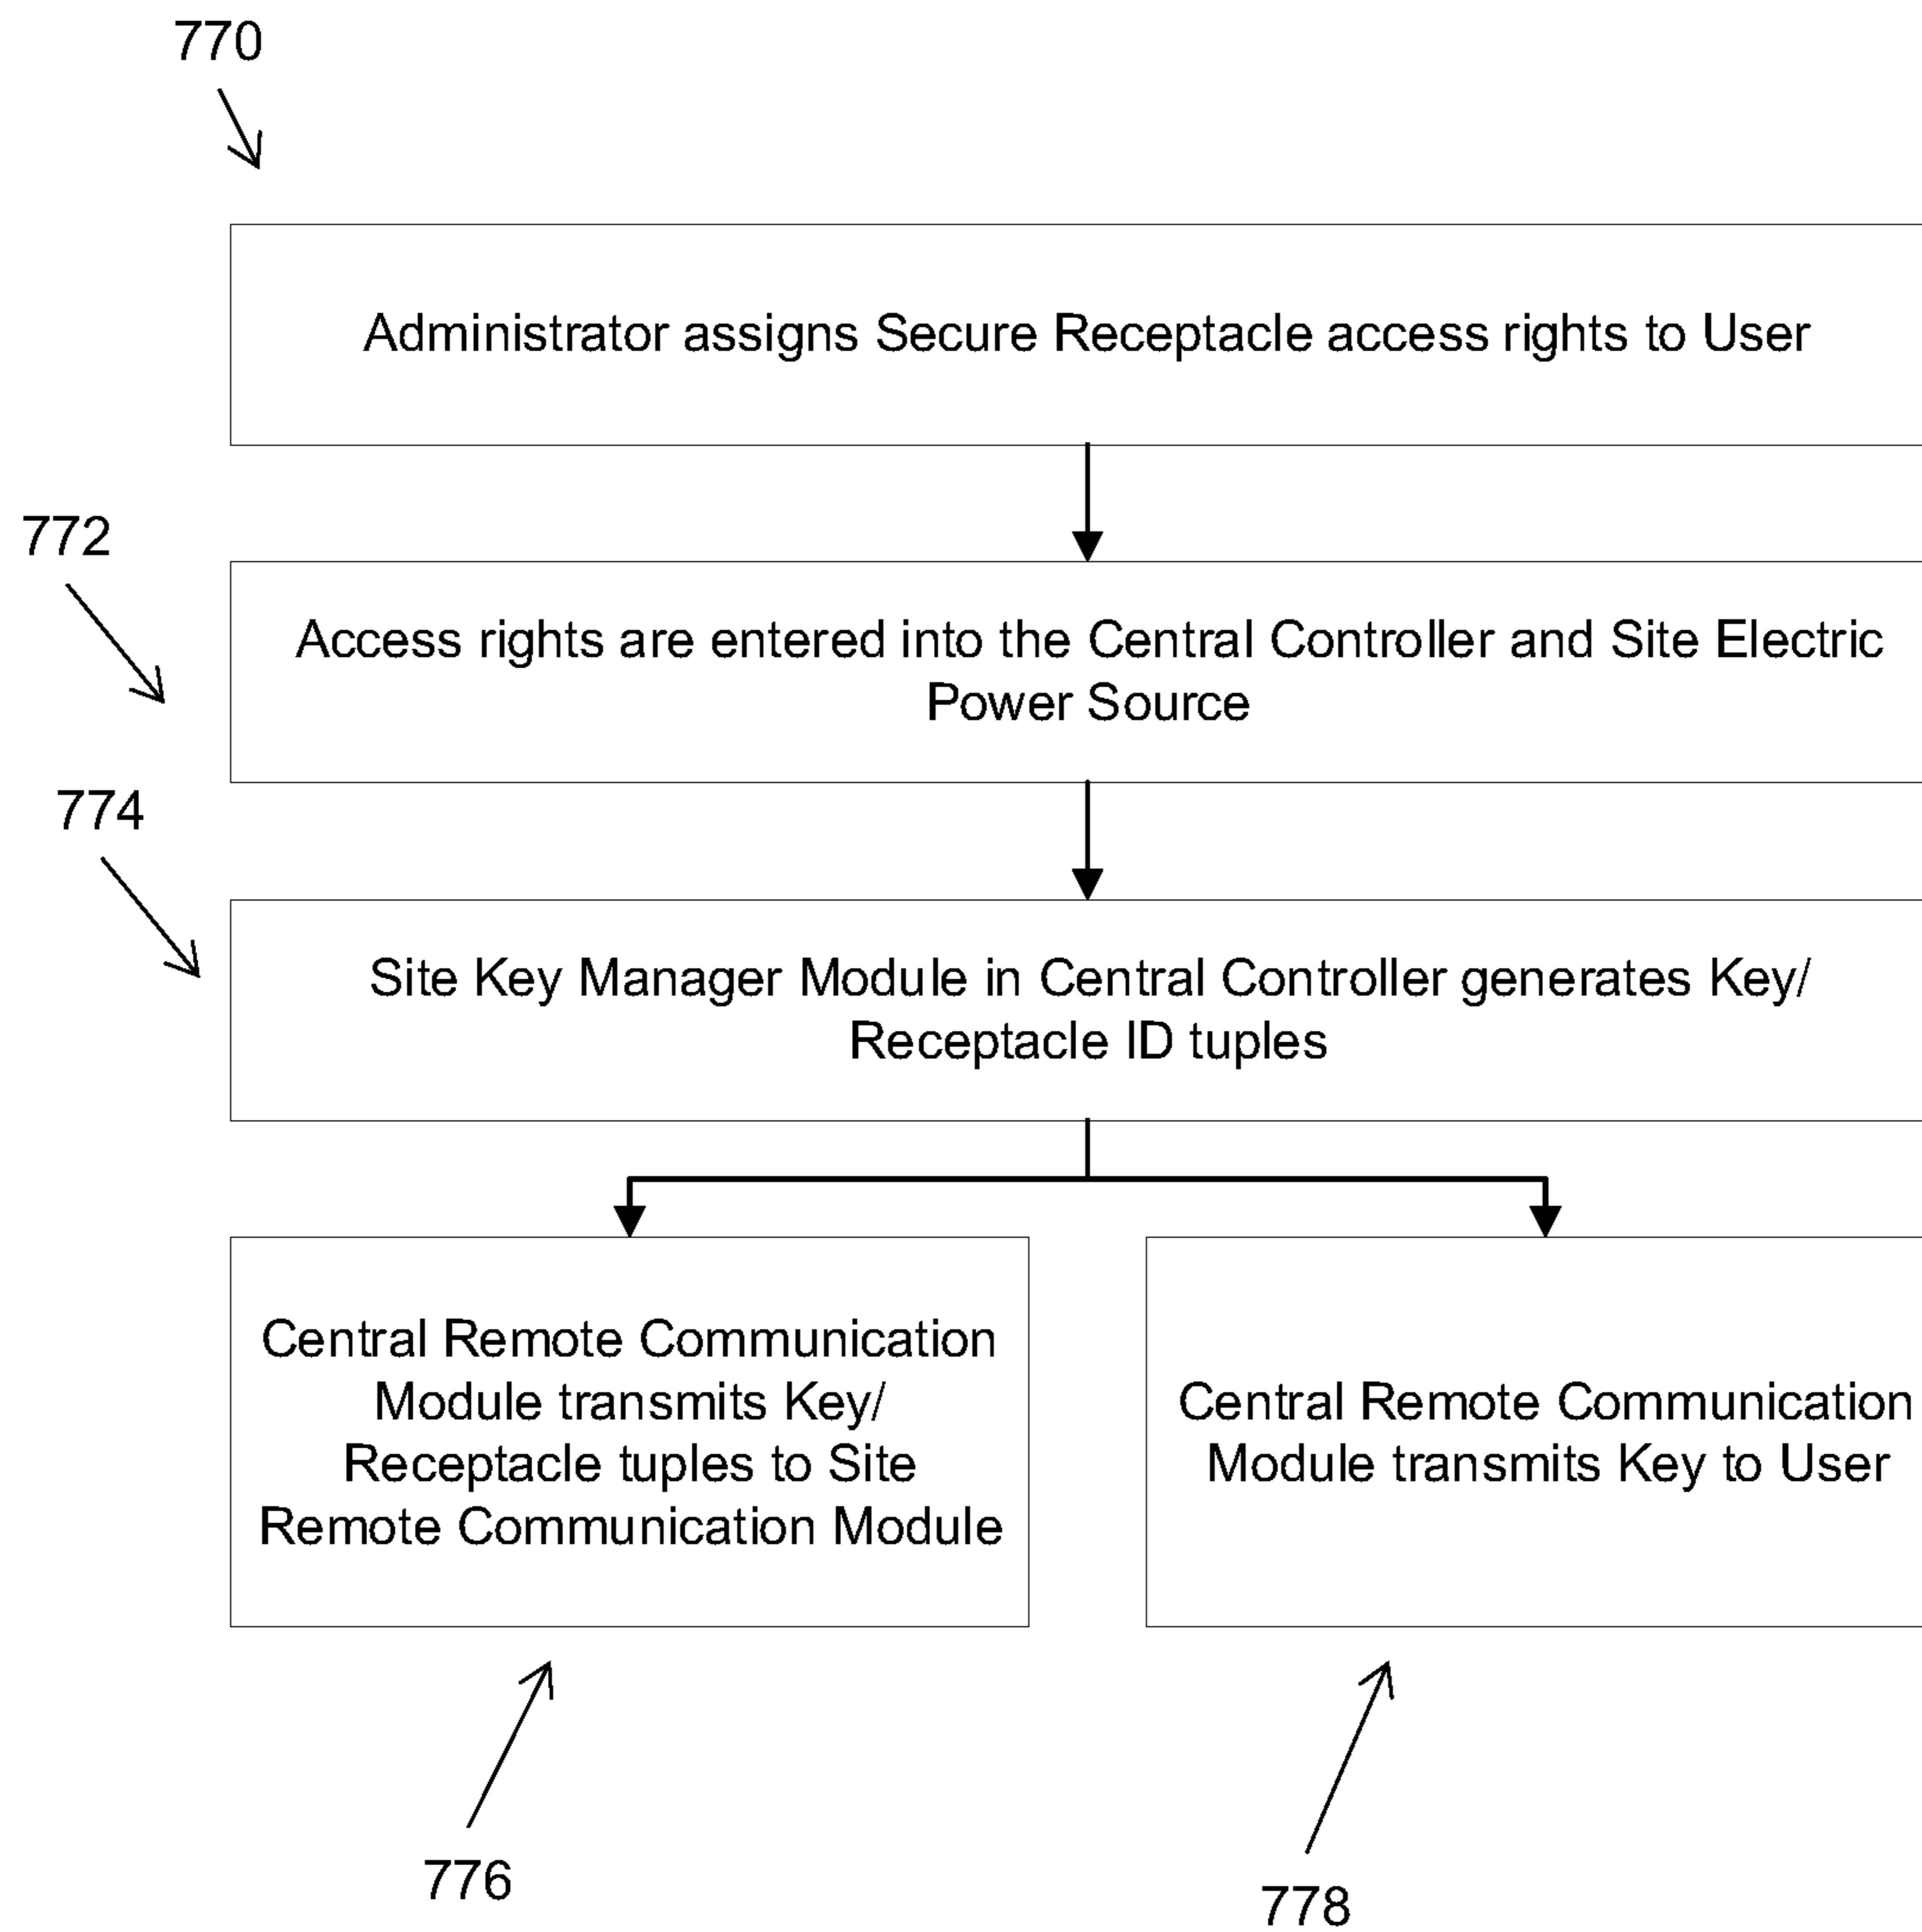 770
Administrator assigns Secure Receptacle access rights to User
772
Access rights are entered into the Central Controller and Site Electric
Power Source
774
Site Key Manager Module in Central Controller generates Key/
Receptacle ID tuples
Central Remote Communication
Module transmits Key/
Receptacle tuples to Site
Remote Communication Module
Central Remote Communication
Module transmits Key to User
776
778